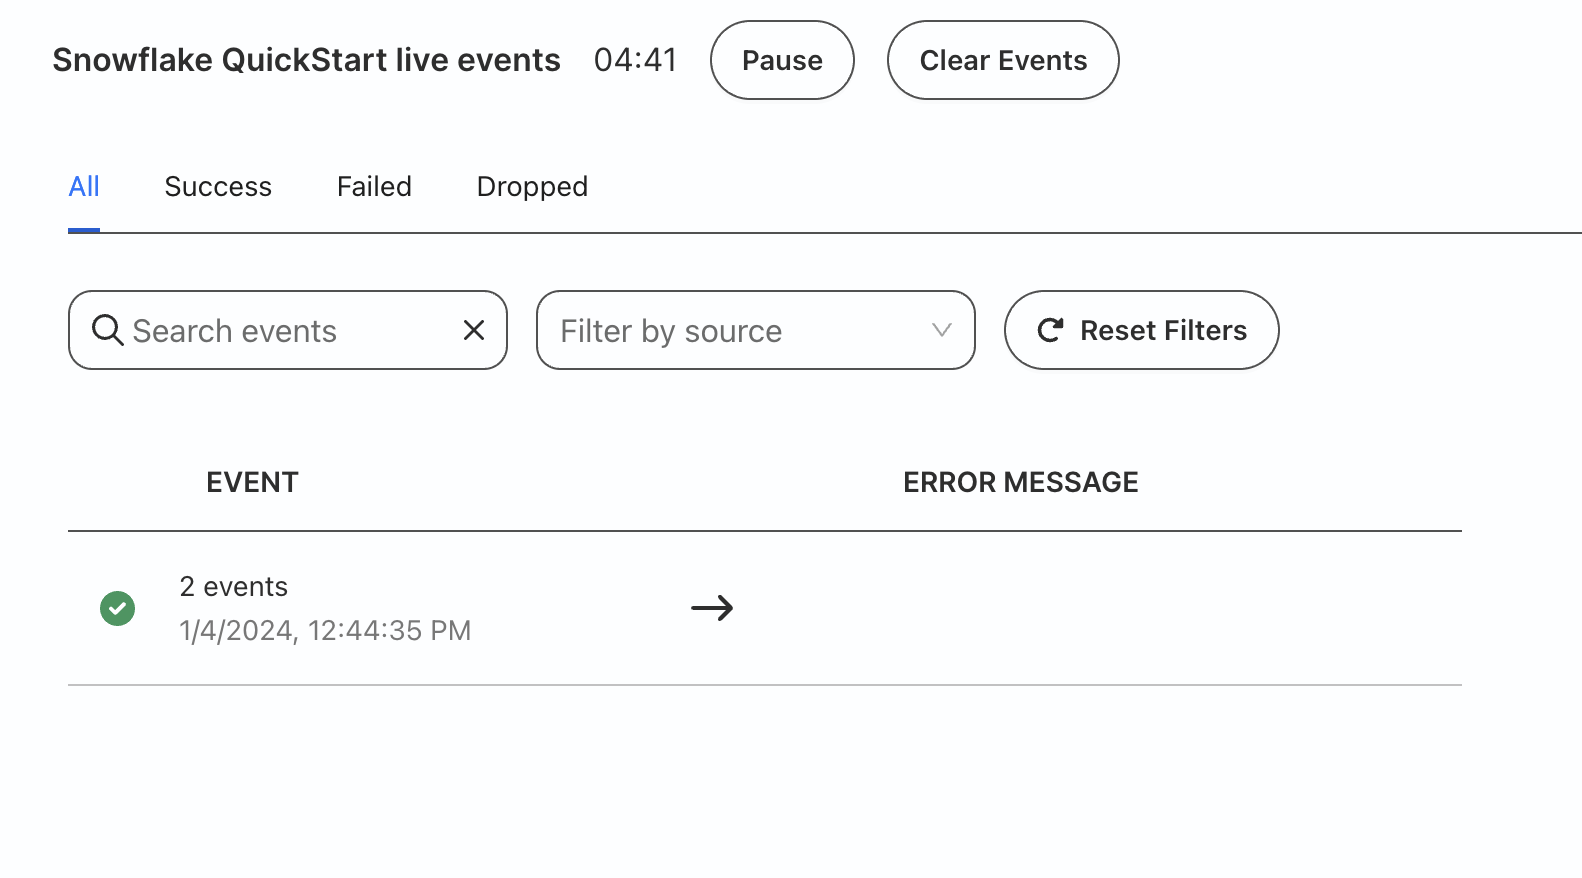 Snowflake QuickStart live events 04:41 Pause Clear Events
All Success Failed Dropped
Search events Filter by source Reset Filters
EVENT ERROR MESSAGE
2 events
1/4/2024, 12:44:35 PM